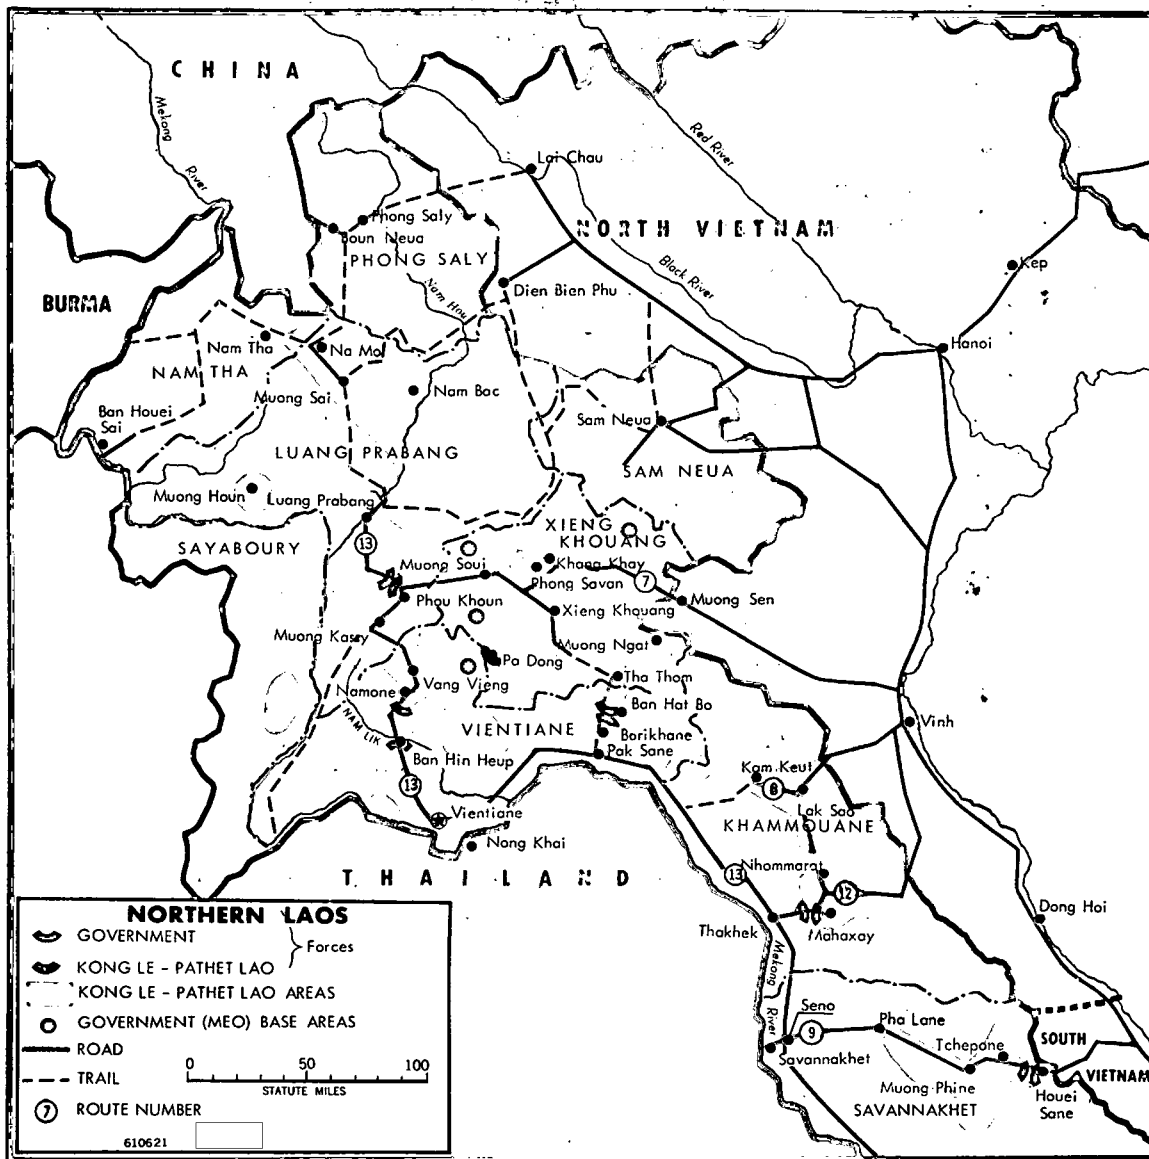 CHINA
Mekong
River
Red River
Lai Chau
Phong Saly
Boun Neua
PHONG SALY
NORTH VIETNAM
Black River
Kep
BURMA
Nam Hou
Dien Bien Phu
Hanoi
Nam Tha
Na Mo
NAM THA
Muong Sai
Nam Bac
Ban Houei
Sai
Sam Neua
LUANG PRABANG
SAM NEUA
Muong Houn
Luang Prabang
XIENG
KHOUANG
SAYABOURY
13
Muong Soui
Khang Khay
Phong Savan
7
Phou Khoun
Xieng Khouang
Muong Sen
Muong Kassy
Muong Ngat
Pa Dong
Tha Thom
Vang Vieng
Namone
Ban Hat Bo
NAM LIK
VIENTIANE
Borikhane
Vinh
Pak Sane
Ban Hin Heup
Kam Keut
13
8
Lak Sao
Vientiane
KHAMMOUANE
Nong Khai
THAILAND
Nhommarat
13
12
Thakhek
Mahaxay
Dong Hoi
Mekong
River
Seno
9
Pha Lane
SOUTH
Savannakhet
Tchepone
VIETNAM
Muong Phine
Houei
Sane
SAVANNAKHET
NORTHERN LAOS
GOVERNMENT
Forces
KONG LE - PATHET LAO
KONG LE - PATHET LAO AREAS
GOVERNMENT (MEO) BASE AREAS
ROAD
TRAIL
0 50 100
STATUTE MILES
7 ROUTE NUMBER
610621